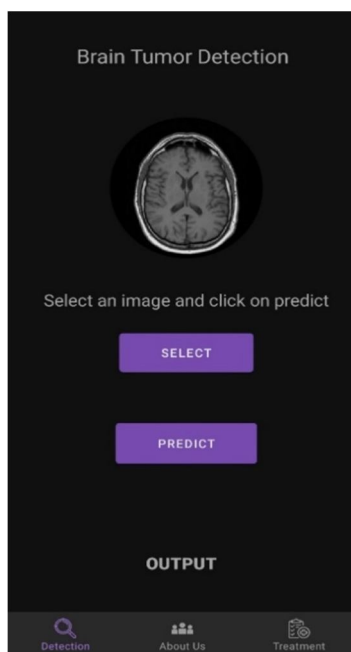 Brain Tumor Detection
Select an image and click on predict
SELECT
PREDICT
OUTPUT
Detection About Us Treatment